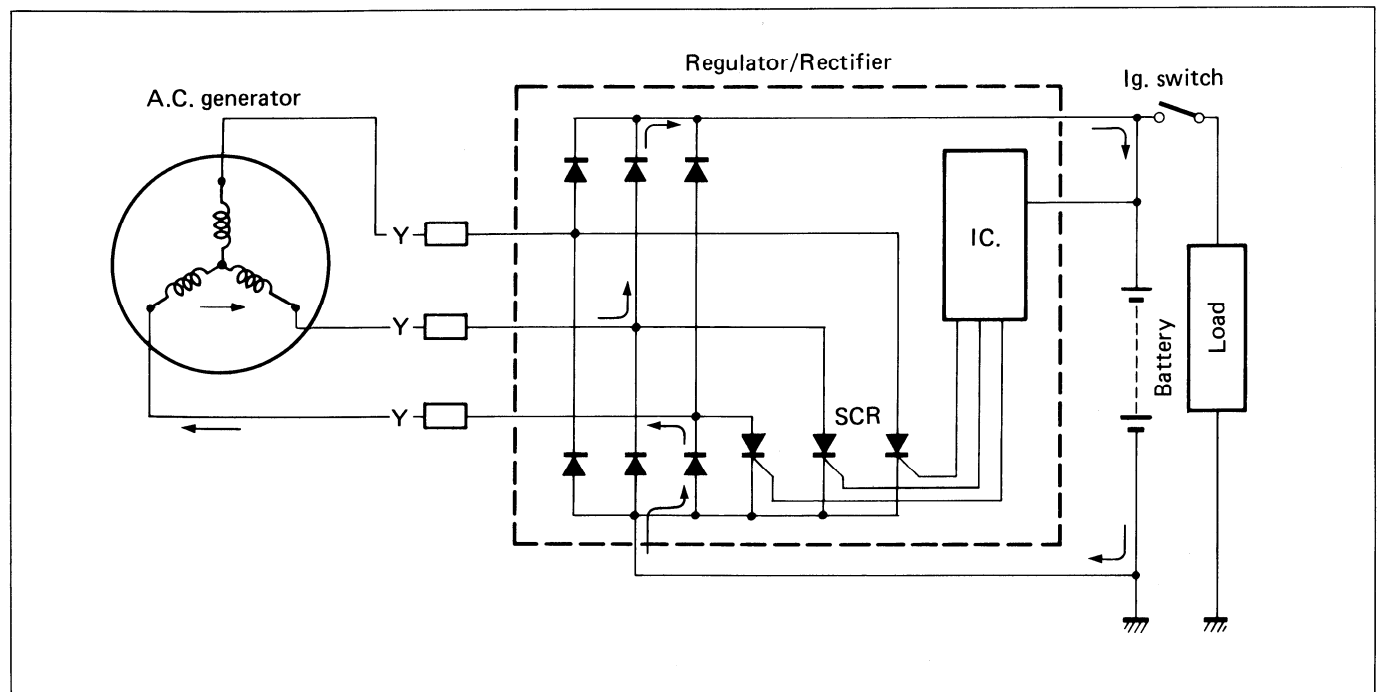 Regulator/Rectifier
Ig. switch
A.C. generator
Y
IC.
Y
Load
Battery
Y
SCR